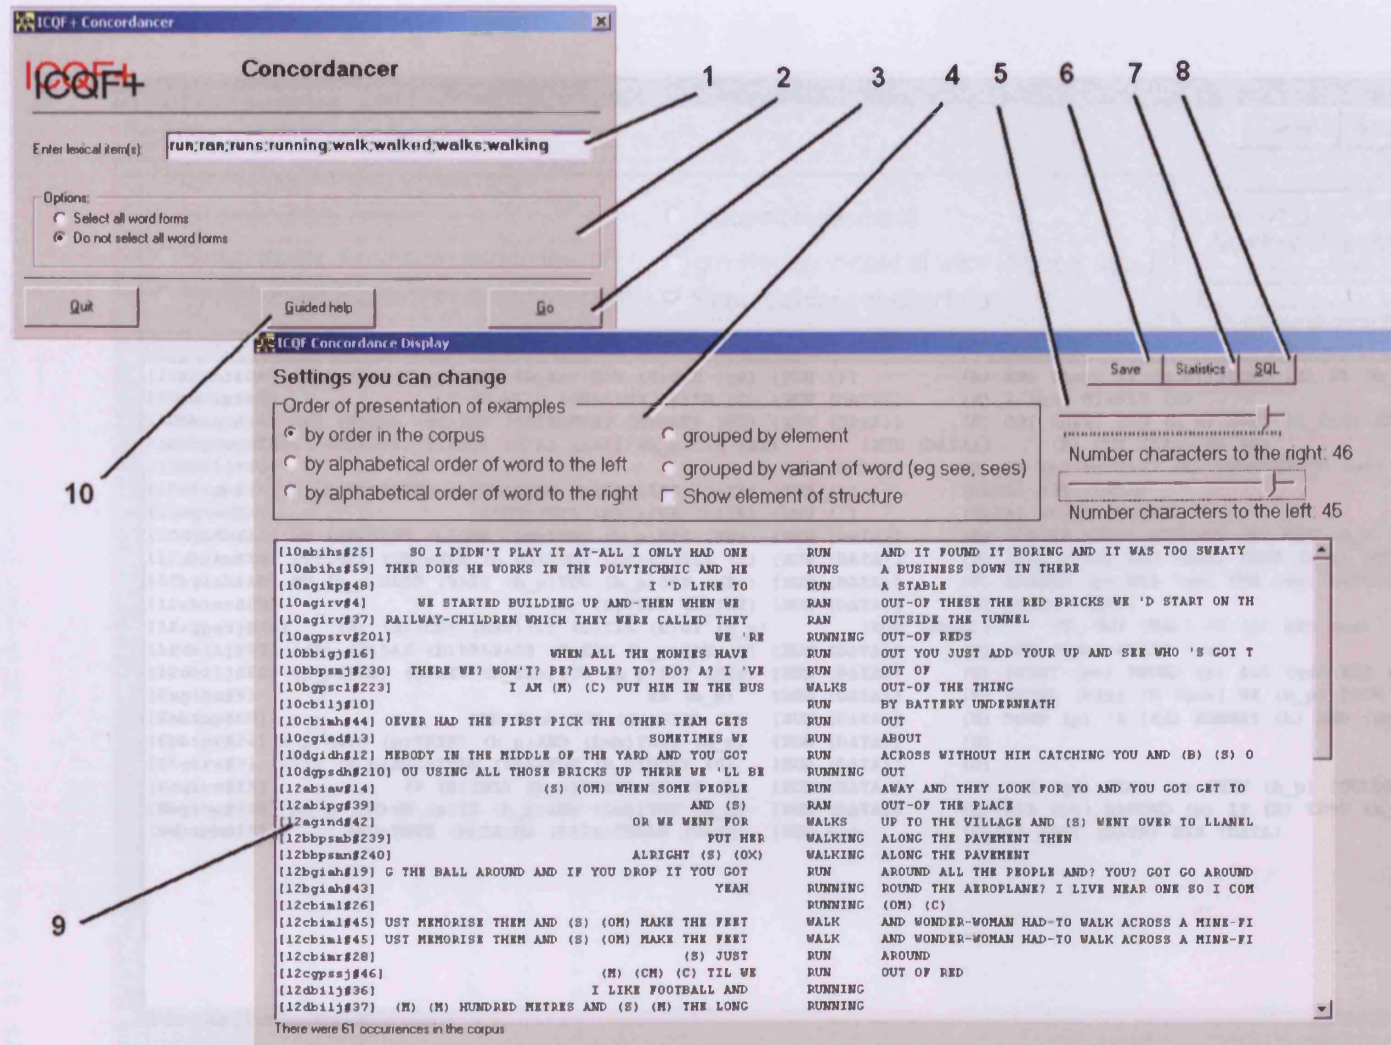 ICQF+ Concordancer
ICQF+
Concordancer
Enter lexical item(s):
run;ran;runs;running;walk;walked;walks;walking
Options:
Select all word forms
Do not select all word forms
Quit
Guided help
Go
1
2
3
4
5
6
7
8
9
10
ICQF Concordance Display
Settings you can change
Save
Statistics
SQL
Order of presentation of examples
by order in the corpus
by alphabetical order of word to the left
by alphabetical order of word to the right
grouped by element
grouped by variant of word (eg see, sees)
Show element of structure
Number characters to the right: 46
Number characters to the left: 45
[10abihs#25] SO I DIDN'T PLAY IT AT-ALL I ONLY HAD ONE RUN AND IT FOUND IT BORING AND IT WAS TOO SWEATY
[10abihs#59] THER DOES HE WORKS IN THE POLYTECHNIC AND HE RUNS A BUSINESS DOWN IN THERE
[10agikp#48] I 'D LIKE TO RUN A STABLE
[10agirv#4] WE STARTED BUILDING UP AND-THEN WHEN WE RAN OUT-OF THESE THE RED BRICKS WE 'D START ON TH
[10agirv#37] RAILWAY-CHILDREN WHICH THEY WERE CALLED THEY RAN OUTSIDE THE TUNNEL
[10agpsrv#201] WE 'RE RUNNING OUT-OF REDS
WHEN ALL THE MONIES HAVE RUN OUT YOU JUST ADD YOUR UP AND SEE WHO 'S GOT T
[10bbpsnj#230] THERE WE? WON'T? BE? ABLE? TO? DO? A? I 'VE RUN OUT OF
[10bgpscl#223] I AM (M) (C) PUT HIM IN THE BUS WALKS OUT-OF THE THING
[10cbilj#10] RUN BY BATTERY UNDERNEATH
[10cbimh#44] OEVER HAD THE FIRST PICK THE OTHER TEAM GETS RUN OUT
[10cgied#13] SOMETIMES WE RUN ABOUT
[10dgidh#12] EBODY IN THE MIDDLE OF THE YARD AND YOU GOT RUN ACROSS WITHOUT HIM CATCHING YOU AND (B) (S) O
[10dgpsdh#210] OU USING ALL THOSE BRICKS UP THERE WE 'LL BE RUNNING OUT
[12abiaw#14] (S) (OM) WHEN SOME PEOPLE RUN AWAY AND THEY LOOK FOR YO AND YOU GOT GET TO
[12abipg#39] AND (S) RAN OUT-OF THE PLACE
[12agind#42] OR WE WENT FOR WALKS UP TO THE VILLAGE AND (S) WENT OVER TO LLANEL
[12bbpsmb#239] PUT HER WALKING ALONG THE PAVEMENT THEN
[12bbpsmn#240] ALRIGHT (S) (OX) WALKING ALONG THE PAVEMENT
[12bgiah#19] G THE BALL AROUND AND IF YOU DROP IT YOU GOT RUN AROUND ALL THE PEOPLE AND? YOU? GOT GO AROUND
[12bgiah#43] YEAH RUNNING ROUND THE AEROPLANE? I LIVE NEAR ONE SO I COM
[12cbiml#26] RUNNING (OM) (C)
[12cbiml#45] UST MEMORISE THEM AND (S) (OM) MAKE THE FEET WALK AND WONDER-WOMAN HAD-TO WALK ACROSS A MINE-FI
[12cbiml#45] UST MEMORISE THEM AND (S) (OM) MAKE THE FEET WALK AND WONDER-WOMAN HAD-TO WALK ACROSS A MINE-FI
[12cbimr#28] (S) JUST RUN AROUND
[12cgpssj#46] (M) (CM) (C) TIL WE RUN OUT OF RED
[12dbilj#36] I LIKE FOOTBALL AND RUNNING
[12dbilj#37] (M) (M) HUNDRED METRES AND (S) (M) THE LONG RUNNING
There were 61 occurrences in the corpus